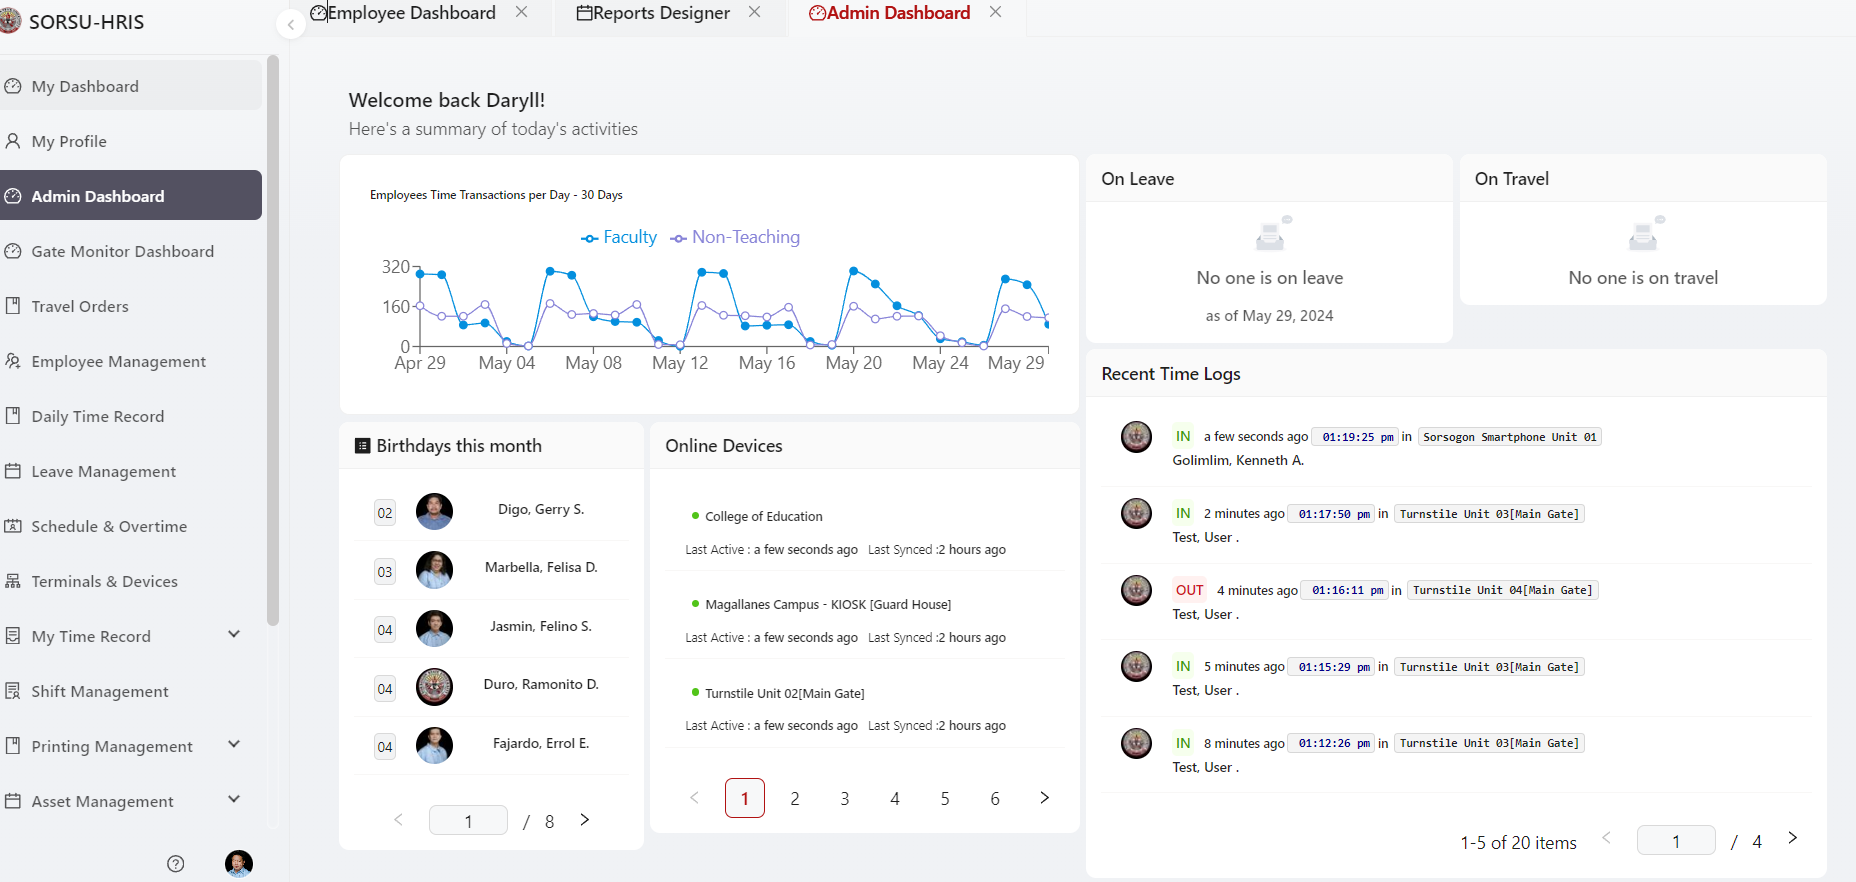 SORSU-HRIS
My Dashboard
My Profile
Admin Dashboard
Gate Monitor Dashboard
Travel Orders
Employee Management
Daily Time Record
Leave Management
Schedule & Overtime
Terminals & Devices
My Time Record
Shift Management
Printing Management
Asset Management
Employee Dashboard
Reports Designer
Admin Dashboard
Welcome back Daryll!
Here's a summary of today's activities
Employees Time Transactions per Day - 30 Days
Faculty Non-Teaching
320
160
0
Apr 29 May 04 May 08 May 12 May 16 May 20 May 24 May 29
On Leave
No one is on leave
as of May 29, 2024
On Travel
No one is on travel
Birthdays this month
02 Digo, Gerry S.
03 Marbella, Felisa D.
04 Jasmin, Felino S.
04 Duro, Ramonito D.
04 Fajardo, Errol E.
1 / 8
Online Devices
College of Education
Last Active : a few seconds ago Last Synced :2 hours ago
Magallanes Campus - KIOSK [Guard House]
Last Active : a few seconds ago Last Synced :2 hours ago
Turnstile Unit 02[Main Gate]
Last Active : a few seconds ago Last Synced :2 hours ago
1 2 3 4 5 6
Recent Time Logs
IN a few seconds ago 01:19:25 pm in Sorsogon Smartphone Unit 01
Golimlim, Kenneth A.
IN 2 minutes ago 01:17:50 pm in Turnstile Unit 03[Main Gate]
Test, User .
OUT 4 minutes ago 01:16:11 pm in Turnstile Unit 04[Main Gate]
Test, User .
IN 5 minutes ago 01:15:29 pm in Turnstile Unit 03[Main Gate]
Test, User .
IN 8 minutes ago 01:12:26 pm in Turnstile Unit 03[Main Gate]
Test, User .
1-5 of 20 items 1 / 4